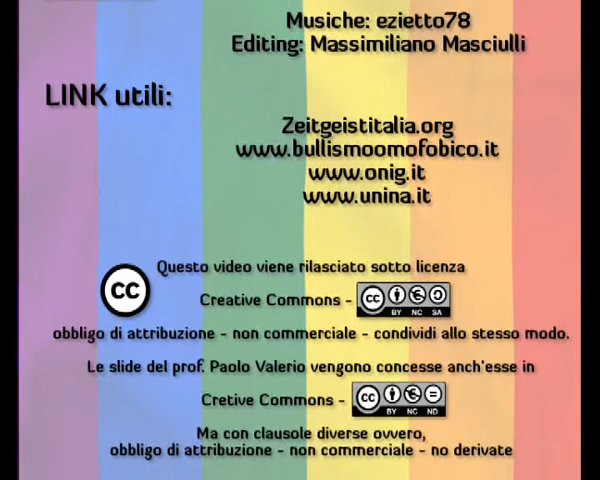 Musiche: ezietto78
Editing: Massimiliano Masciulli
LINK utili:
Zeitgeistitalia.org
www.bullismoomofobico.it
www.onig.it
www.unina.it
Questo video viene rilasciato sotto licenza
cc
Creative Commons - cc BY NC SA
obbligo di attribuzione - non commerciale - condividi allo stesso modo.
Le slide del prof. Paolo Valerio vengono concesse anch'esse in
Cretive Commons - cc BY NC ND
Ma con clausole diverse ovvero,
obbligo di attribuzione - non commerciale - no derivate